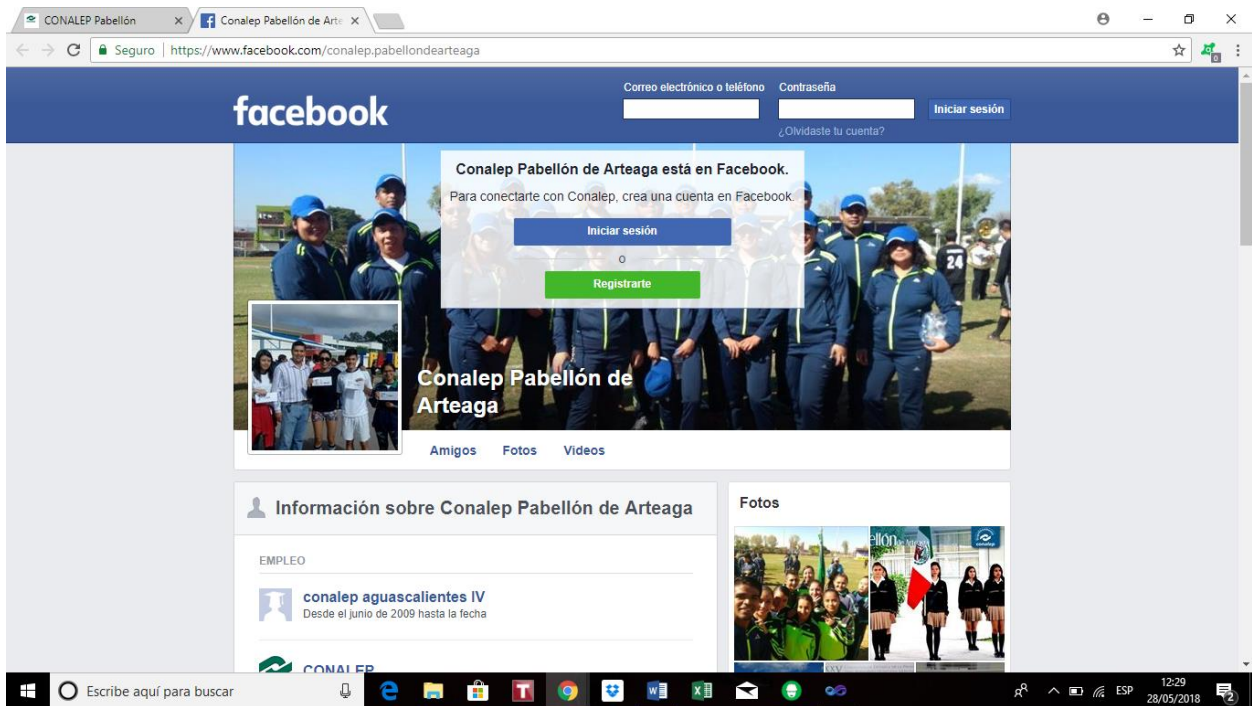 CONALEP Pabellón
Conalep Pabellón de Arte
Seguro
https://www.facebook.com/conalep.pabellondearteaga
0
facebook
Correo electrónico o teléfono
Contraseña
Iniciar sesión
¿Olvidaste tu cuenta?
Conalep Pabellón de Arteaga está en Facebook.
Para conectarte con Conalep, crea una cuenta en Facebook.
Iniciar sesión
o
Registrarte
24
Conalep Pabellón de
Arteaga
Amigos Fotos Videos
Información sobre Conalep Pabellón de Arteaga
EMPLEO
conalep aguascalientes IV
Desde el junio de 2009 hasta la fecha
CONALEP
Fotos
conalep
Escribe aquí para buscar
ESP
12:29
28/05/2018
2